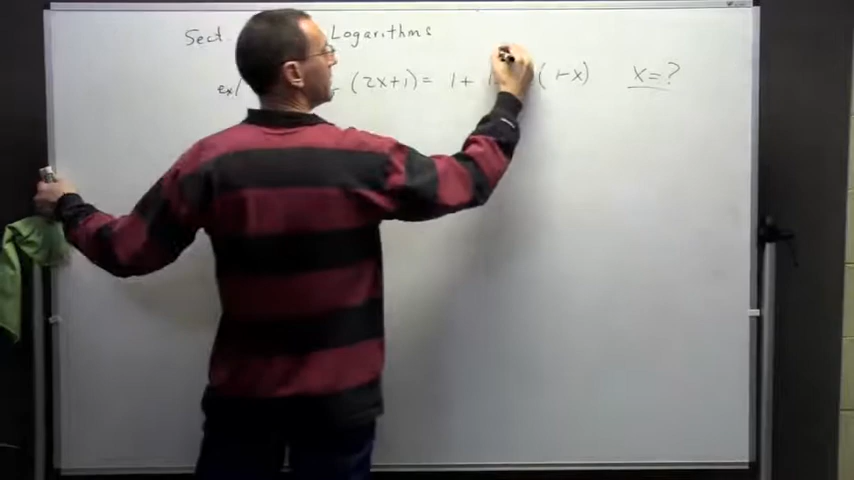 Sect Logarithms
ex/ (2x+1) = 1 + (1-x) x=?